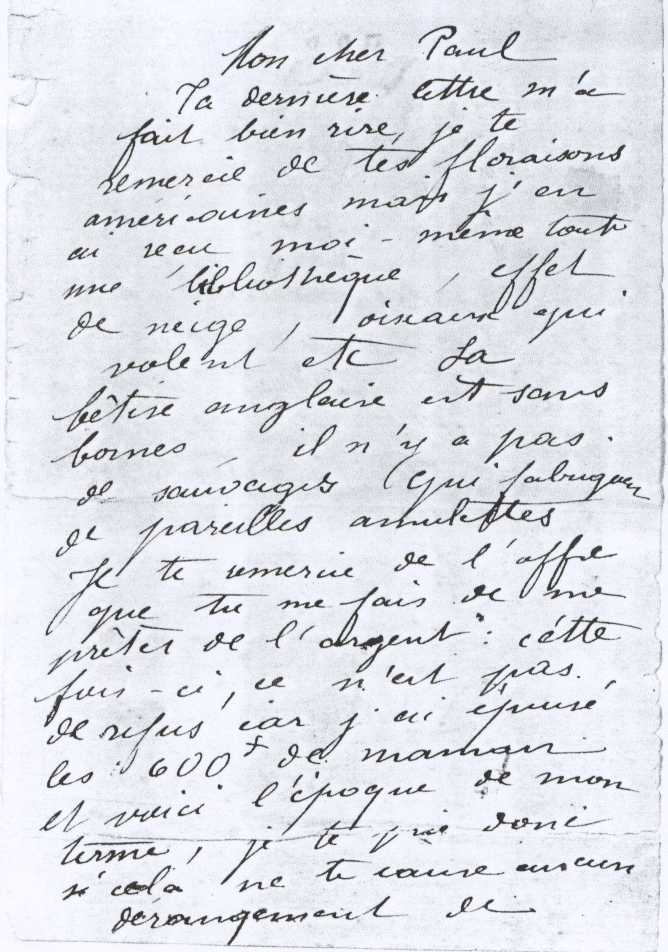 Mon cher Paul
Ta dernière lettre m'a
fait bien rire, je te
remercie de tes floraisons
américaines mais j'en
ai reçu moi-même toute
une bibliothèque, effet
de neige, oiseaux qui
volent etc La
bêtise anglaise est sans
bornes, il n'y a pas
de sauvages qui fabriquent
de pareilles amulettes
Je te remercie de l'offre
que tu me fais de me
prêter de l'argent : cette
fois-ci, ce n'est pas
de refus car j'ai épuisé
les 600f de maman
et voici l'époque de mon
terme, je te prie donc
si cela ne te cause aucun
dérangement de